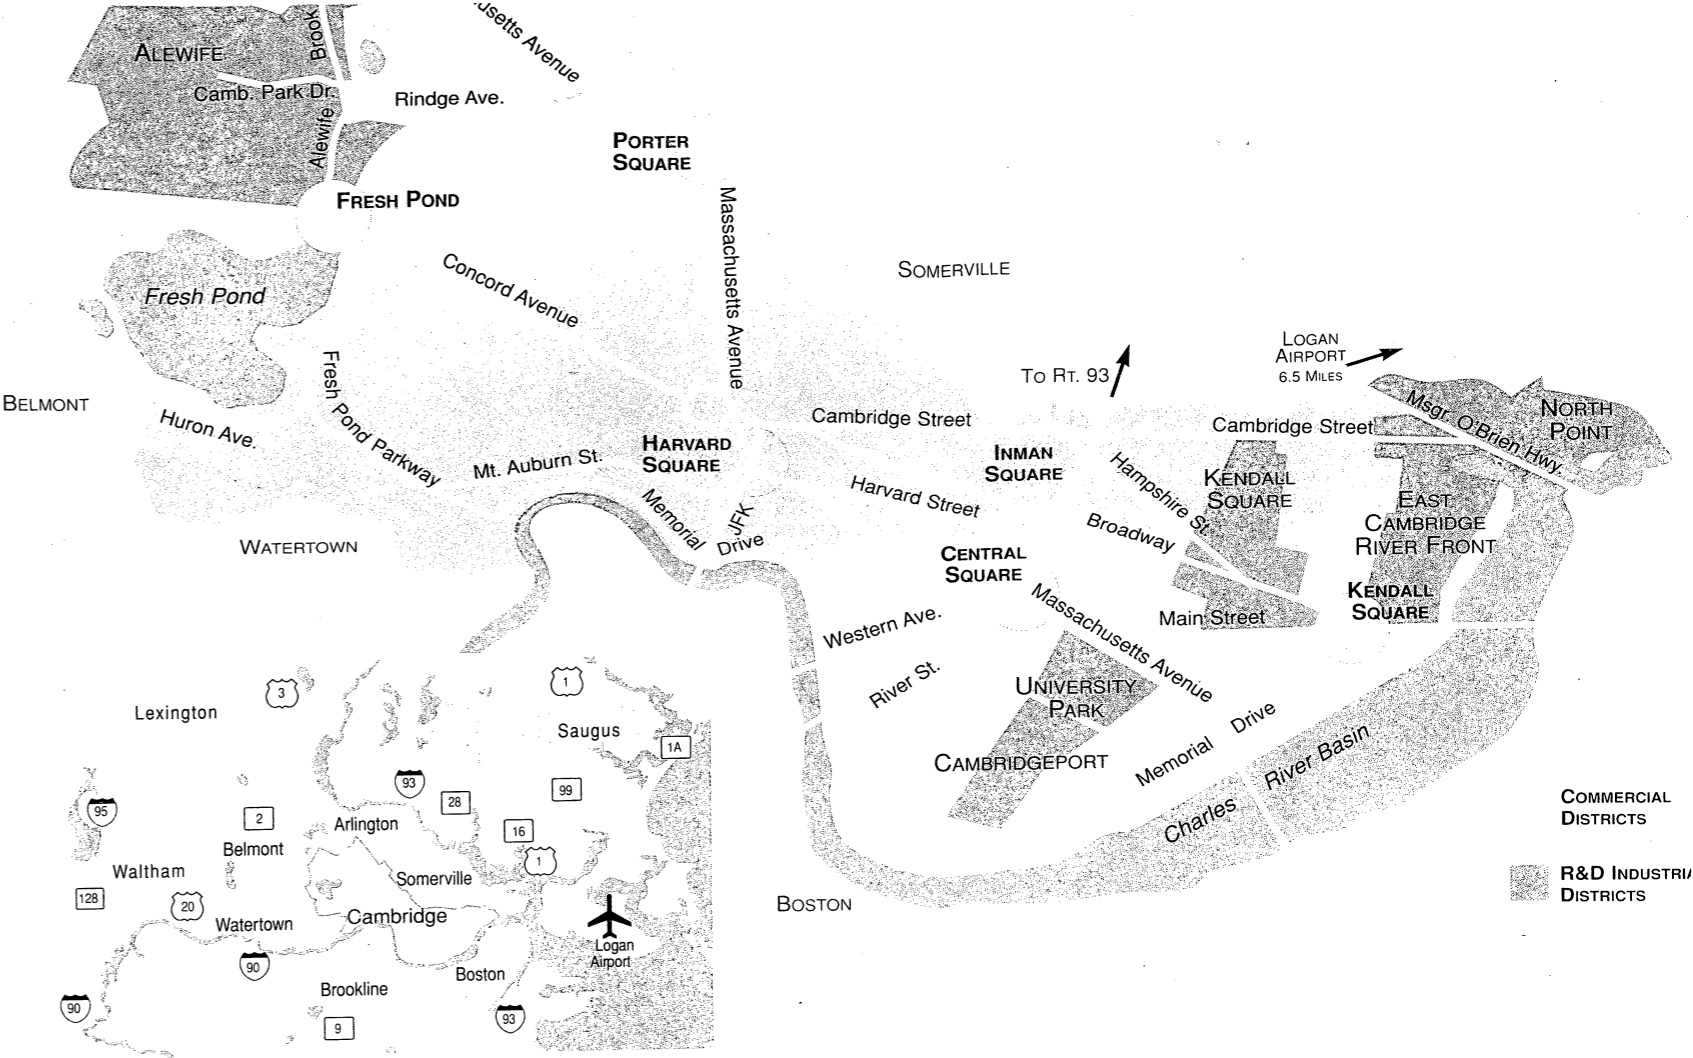 usetts Avenue
ALEWIFE
Brook
Camb. Park Dr.
Rindge Ave.
Alewife
PORTER
SQUARE
FRESH POND
Massachusetts Avenue
Concord Avenue
SOMERVILLE
Fresh Pond
LOGAN
AIRPORT
6.5 MILES
TO RT. 93
BELMONT
Fresh Pond Parkway
Huron Ave.
Cambridge Street
Cambridge Street
Msgr. O'Brien Hwy.
NORTH
POINT
HARVARD
SQUARE
Mt. Auburn St.
INMAN
SQUARE
Hampshire St.
KENDALL
SQUARE
Harvard Street
Memorial
JFK
Drive
Broadway
EAST
CAMBRIDGE
RIVER FRONT
WATERTOWN
CENTRAL
SQUARE
KENDALL
SQUARE
Massachusetts Avenue
Main Street
Western Ave.
River St.
UNIVERSITY
PARK
Memorial
Drive
CAMBRIDGEPORT
Charles
River Basin
BOSTON
COMMERCIAL
DISTRICTS
R&D INDUSTRIA
DISTRICTS
3
1
Lexington
Saugus
1A
93
95
28
99
2
Arlington
16
Belmont
1
Waltham
Somerville
128
20
Watertown
Cambridge
Logan
Airport
90
Boston
Brookline
90
93
9